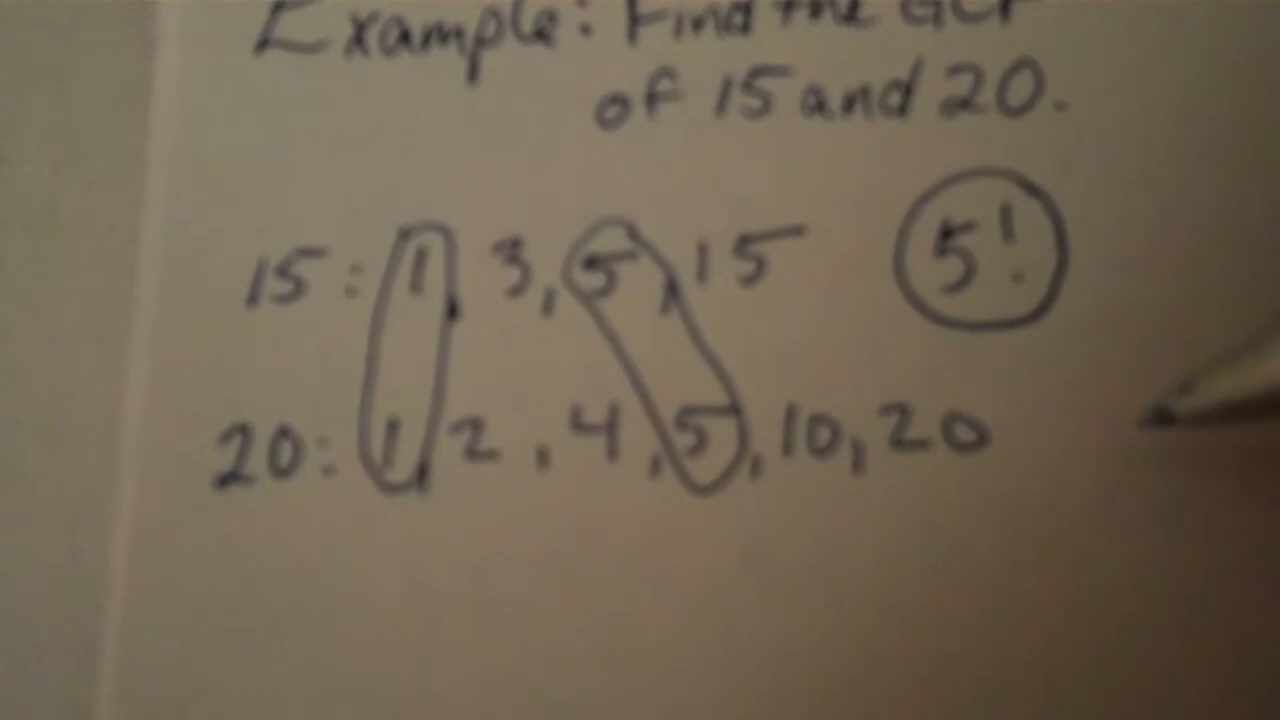 Example: Find the GCF
of 15 and 20.
15: 1, 3, 5, 15
5!
20: 1, 2, 4, 5, 10, 20